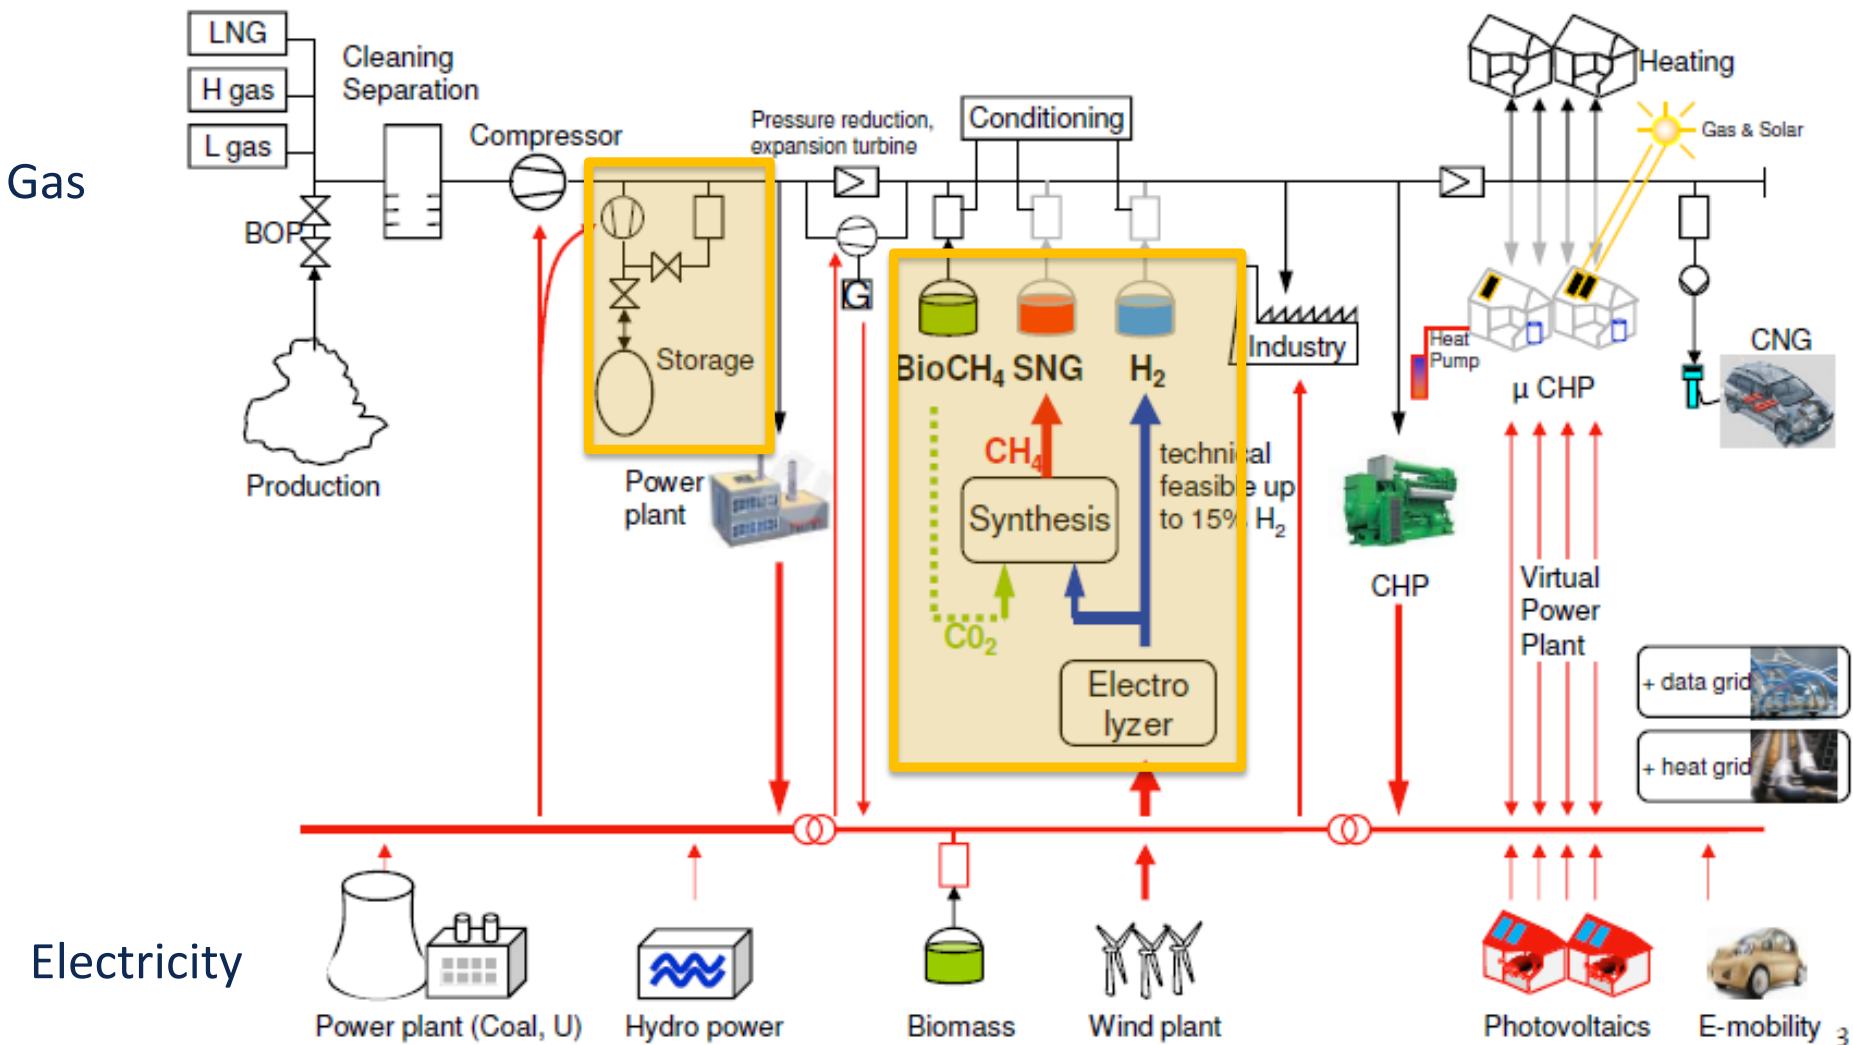 LNG
H gas
L gas
Cleaning
Separation
Compressor
Pressure reduction,
expansion turbine
Conditioning
Heating
Gas & Solar
Gas
BOP
G
Storage
BioCH₄ SNG H₂
Industry
Heat
Pump
μ CHP
CNG
Production
Power
plant
CH₄
technical
feasible up
to 15% H₂
Synthesis
CHP
Virtual
Power
Plant
C0₂
Electro
lyzer
+ data grid
+ heat grid
Electricity
Power plant (Coal, U)
Hydro power
Biomass
Wind plant
Photovoltaics
E-mobility
3